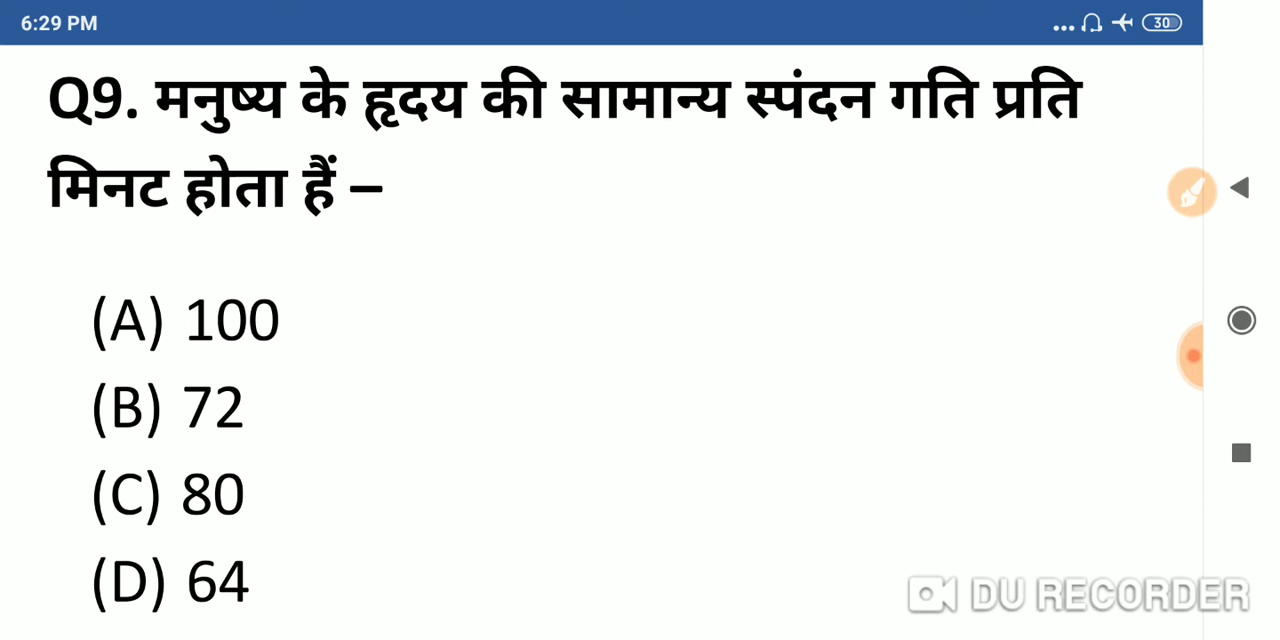 6:29 PM ... 30
Q9. मनुष्य के हृदय की सामान्य स्पंदन गति प्रति
मिनट होता हैं –
(A) 100
(B) 72
(C) 80
(D) 64
DU RECORDER